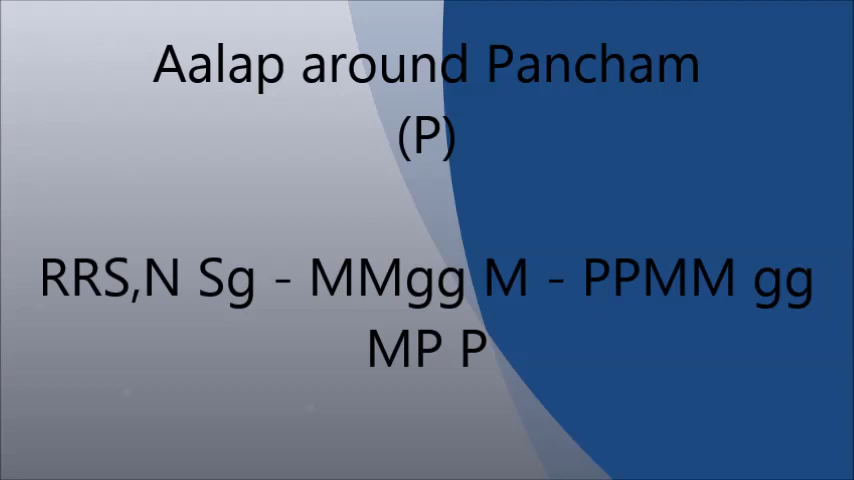 Aalap around Pancham
(P)
RRS,N Sg - MMgg M - PPMM gg
MP P